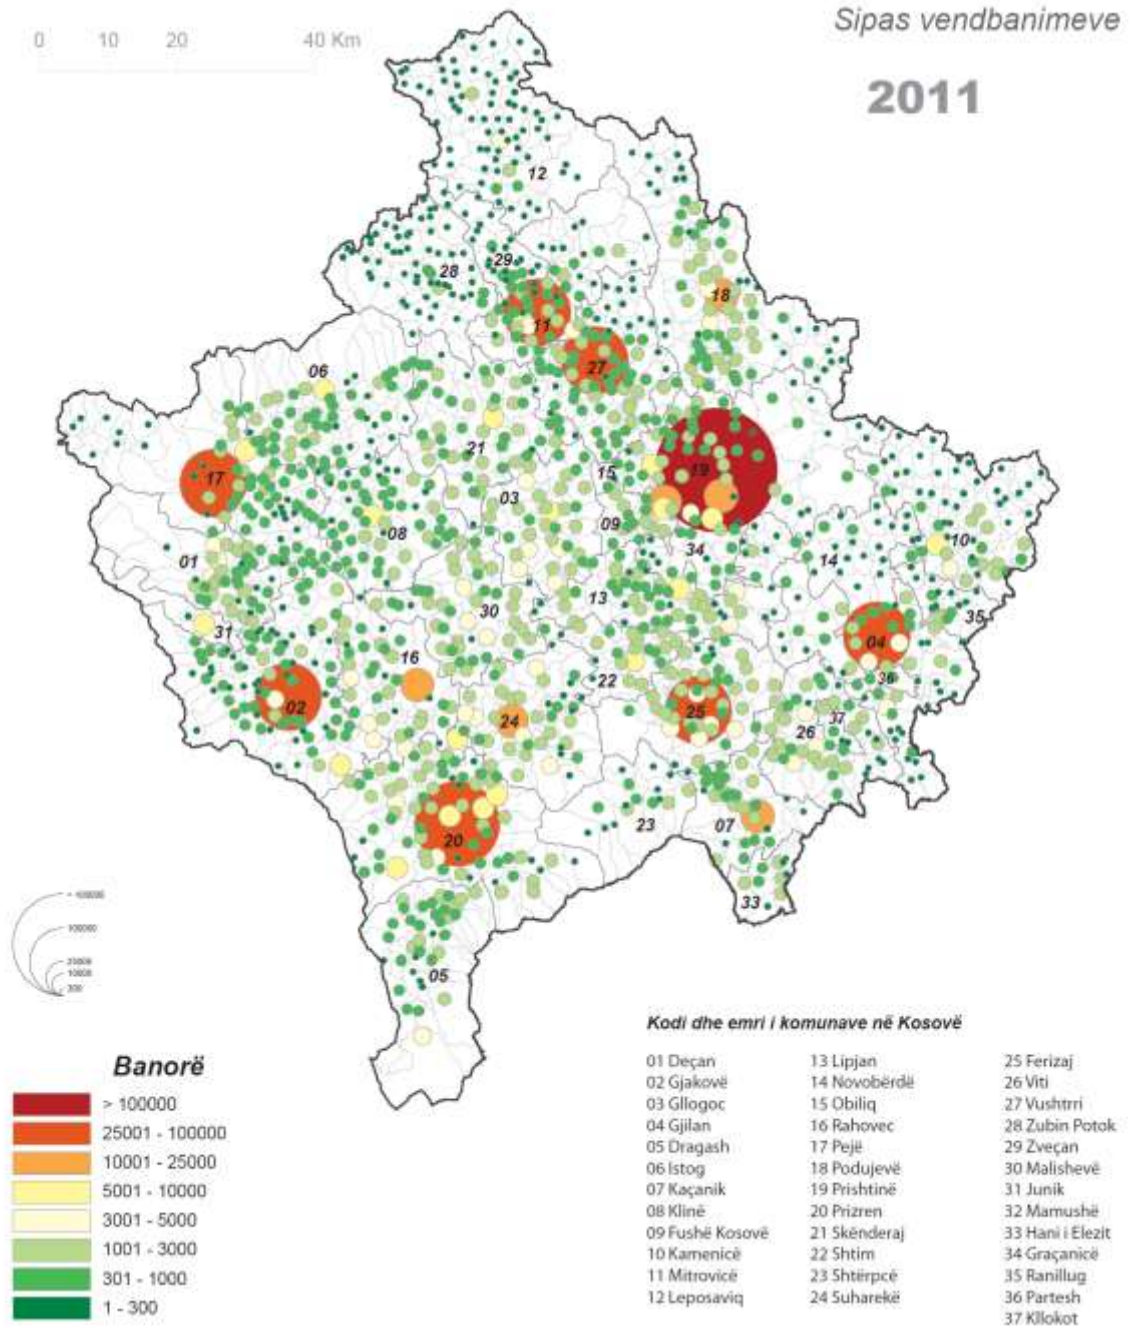 Sipas vendbanimeve
0 10 20 40 Km
2011
12
29
28
18
11
27
06
21
19
17
15
03
09
08
10
34
14
01
13
30
35
31
04
16
36
22
02
25
37
24
26
20
23
07
33
05
> 100000
100000
10000
300
Kodi dhe emri i komunave në Kosovë
Banorë
> 100000
25001 - 100000
10001 - 25000
5001 - 10000
3001 - 5000
1001 - 3000
301 - 1000
1 - 300
01 Deçan
02 Gjakovë
03 Gllogoc
04 Gjilan
05 Dragash
06 Istog
07 Kaçanik
08 Klinë
09 Fushë Kosovë
10 Kamenicë
11 Mitrovicë
12 Leposaviq
13 Lipjan
14 Novobërdë
15 Obiliq
16 Rahovec
17 Pejë
18 Podujevë
19 Prishtinë
20 Prizren
21 Skënderaj
22 Shtim
23 Shtërpcë
24 Suharekë
25 Ferizaj
26 Viti
27 Vushtrri
28 Zubin Potok
29 Zveçan
30 Malishevë
31 Junik
32 Mamushë
33 Hani i Elezit
34 Graçanicë
35 Ranillug
36 Partesh
37 Kllokot